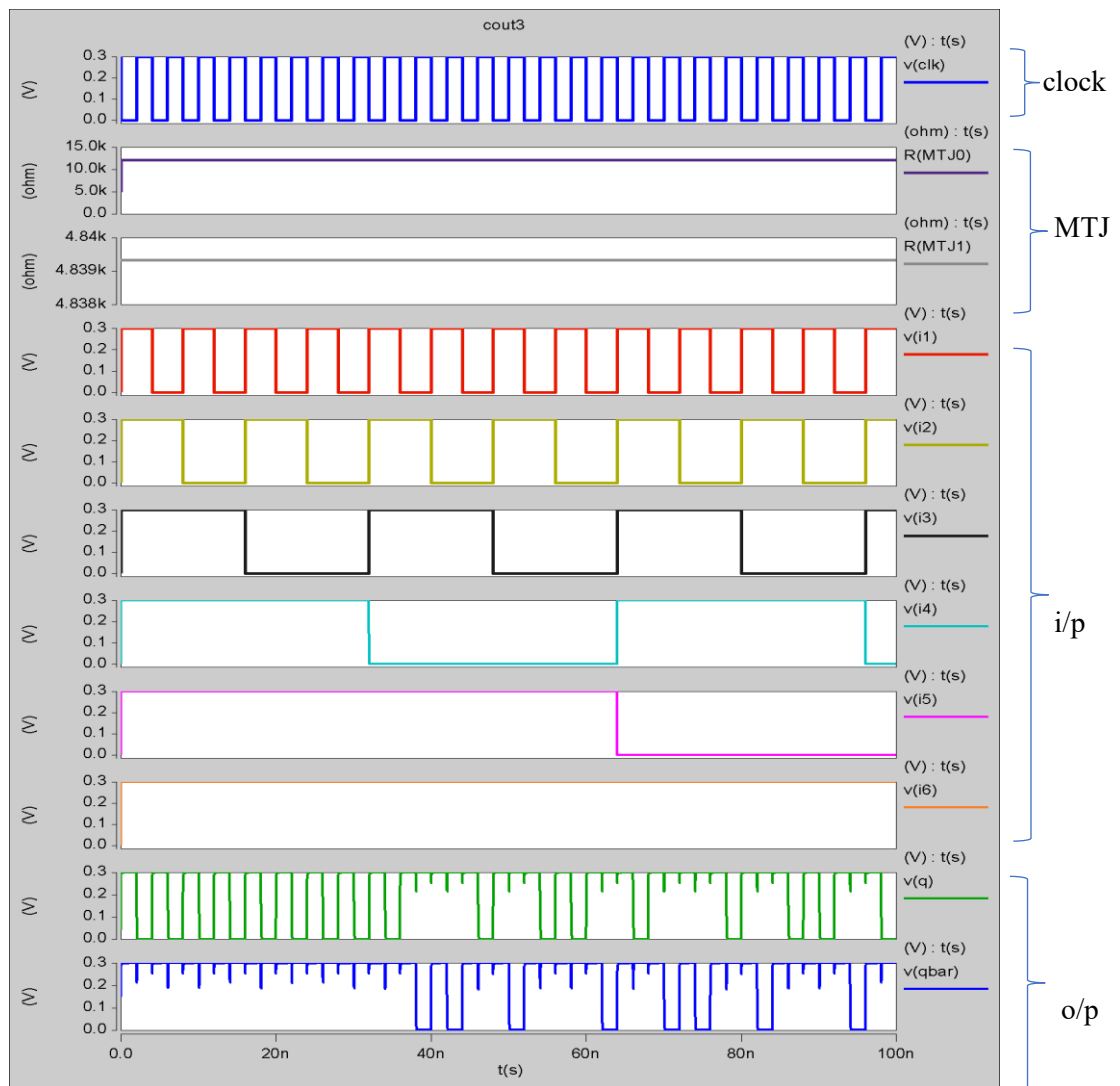 cout3
(V) : t(s)
v(clk)
0.3
0.2
0.1
0.0
(V)
clock
(ohm) : t(s)
R(MTJ0)
15.0k
10.0k
5.0k
0.0
(ohm)
MTJ
(ohm) : t(s)
R(MTJ1)
4.84k
4.839k
4.838k
(ohm)
(V) : t(s)
v(i1)
0.3
0.2
0.1
0.0
(V)
(V) : t(s)
v(i2)
0.3
0.2
0.1
0.0
(V)
(V) : t(s)
v(i3)
0.3
0.2
0.1
0.0
(V)
(V) : t(s)
v(i4)
0.3
0.2
0.1
0.0
(V)
i/p
(V) : t(s)
v(i5)
0.3
0.2
0.1
0.0
(V)
(V) : t(s)
v(i6)
0.3
0.2
0.1
0.0
(V)
(V) : t(s)
v(q)
0.3
0.2
0.1
0.0
(V)
(V) : t(s)
v(qbar)
0.3
0.2
0.1
0.0
(V)
o/p
0.0 20n 40n 60n 80n 100n
t(s)